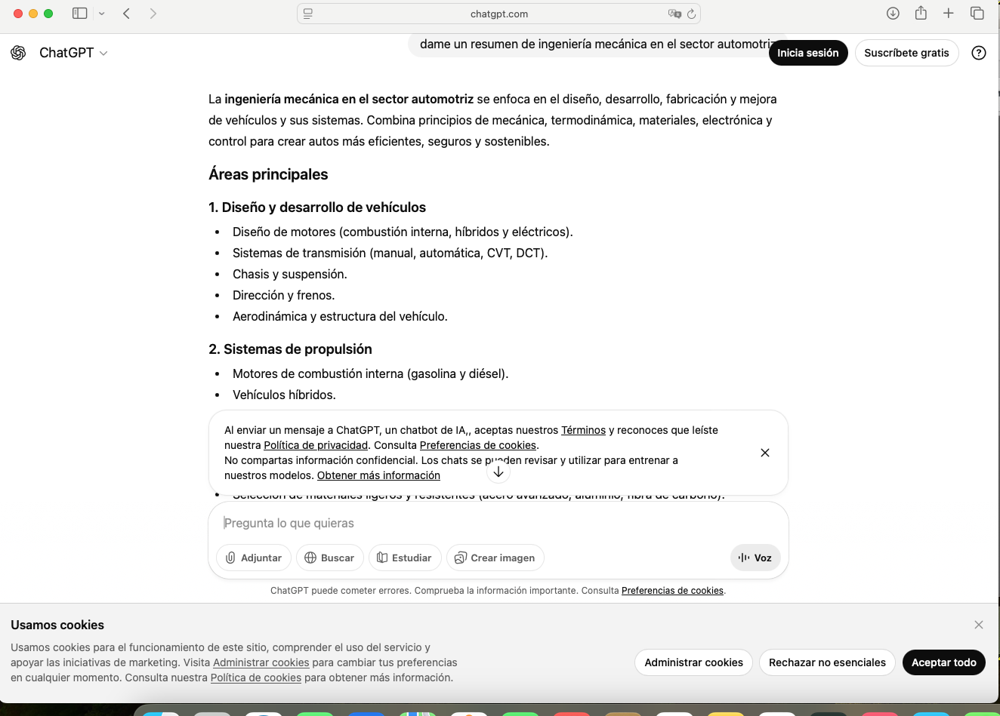 chatgpt.com
ChatGPT
dame un resumen de ingeniería mecánica en el sector automotriz
Inicia sesión
Suscríbete gratis
?
La ingeniería mecánica en el sector automotriz se enfoca en el diseño, desarrollo, fabricación y mejora
de vehículos y sus sistemas. Combina principios de mecánica, termodinámica, materiales, electrónica y
control para crear autos más eficientes, seguros y sostenibles.
Áreas principales
1. Diseño y desarrollo de vehículos
• Diseño de motores (combustión interna, híbridos y eléctricos).
• Sistemas de transmisión (manual, automática, CVT, DCT).
• Chasis y suspensión.
• Dirección y frenos.
• Aerodinámica y estructura del vehículo.
2. Sistemas de propulsión
• Motores de combustión interna (gasolina y diésel).
• Vehículos híbridos.
Al enviar un mensaje a ChatGPT, un chatbot de IA,, aceptas nuestros Términos y reconoces que leíste
nuestra Política de privacidad. Consulta Preferencias de cookies.
No compartas información confidencial. Los chats se pueden revisar y utilizar para entrenar a
nuestros modelos. Obtener más información
• Selección de materiales ligeros y resistentes (acero avanzado, aluminio, fibra de carbono).
Pregunta lo que quieras
Adjuntar
Buscar
Estudiar
Crear imagen
Voz
ChatGPT puede cometer errores. Comprueba la información importante. Consulta Preferencias de cookies.
Usamos cookies
Usamos cookies para el funcionamiento de este sitio, comprender el uso del servicio y
apoyar las iniciativas de marketing. Visita Administrar cookies para cambiar tus preferencias
en cualquier momento. Consulta nuestra Política de cookies para obtener más información.
Administrar cookies
Rechazar no esenciales
Aceptar todo